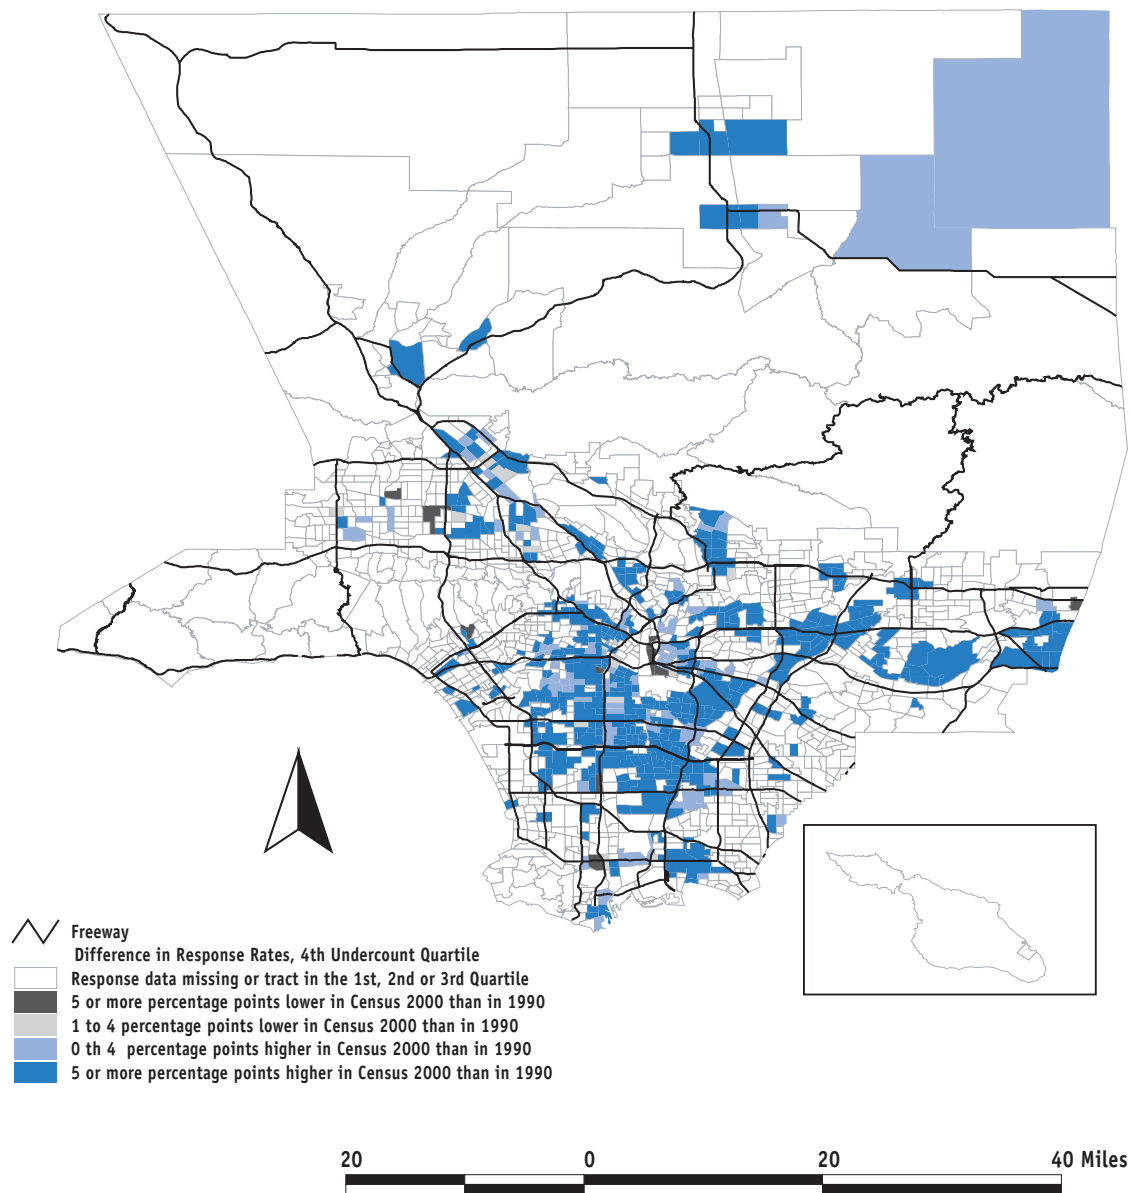 Freeway
Difference in Response Rates, 4th Undercount Quartile
Response data missing or tract in the 1st, 2nd or 3rd Quartile
5 or more percentage points lower in Census 2000 than in 1990
1 to 4 percentage points lower in Census 2000 than in 1990
0 th 4 percentage points higher in Census 2000 than in 1990
5 or more percentage points higher in Census 2000 than in 1990
20 0 20 40 Miles